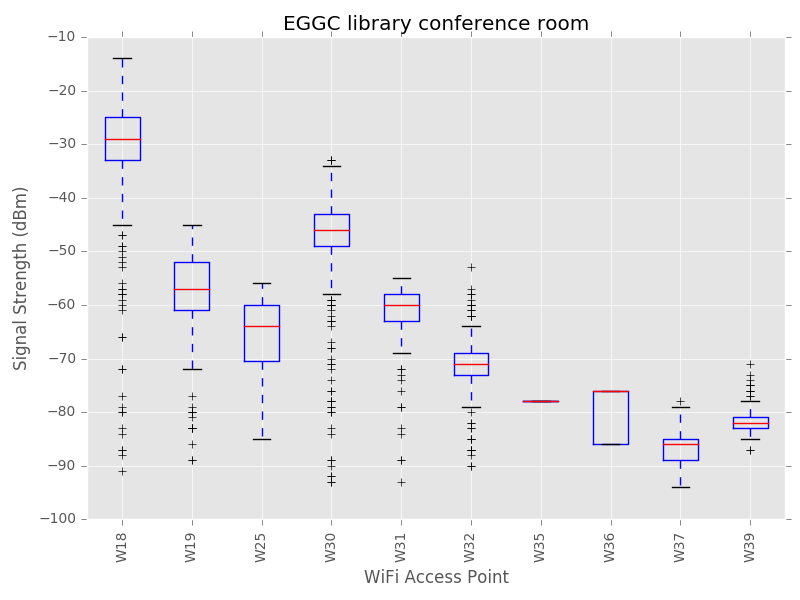 EGGC library conference room
Signal Strength (dBm)
−10
−20
−30
−40
−50
−60
−70
−80
−90
−100
W18
W19
W25
W30
W31
W32
W35
W36
W37
W39
WiFi Access Point